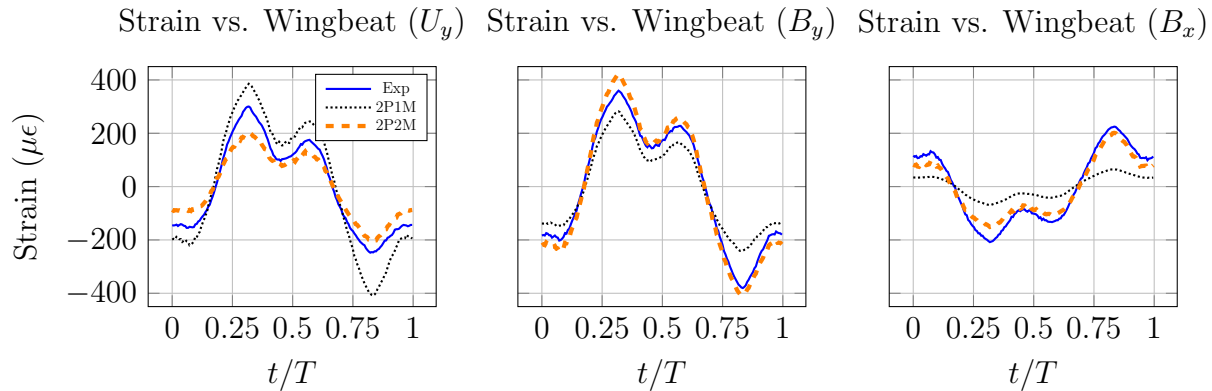 Strain vs. Wingbeat (U_y)
Strain vs. Wingbeat (B_y)
Strain vs. Wingbeat (B_x)
Strain (με)
400
200
0
−200
−400
Exp
2P1M
2P2M
0 0.25 0.5 0.75 1
0 0.25 0.5 0.75 1
0 0.25 0.5 0.75 1
t/T
t/T
t/T